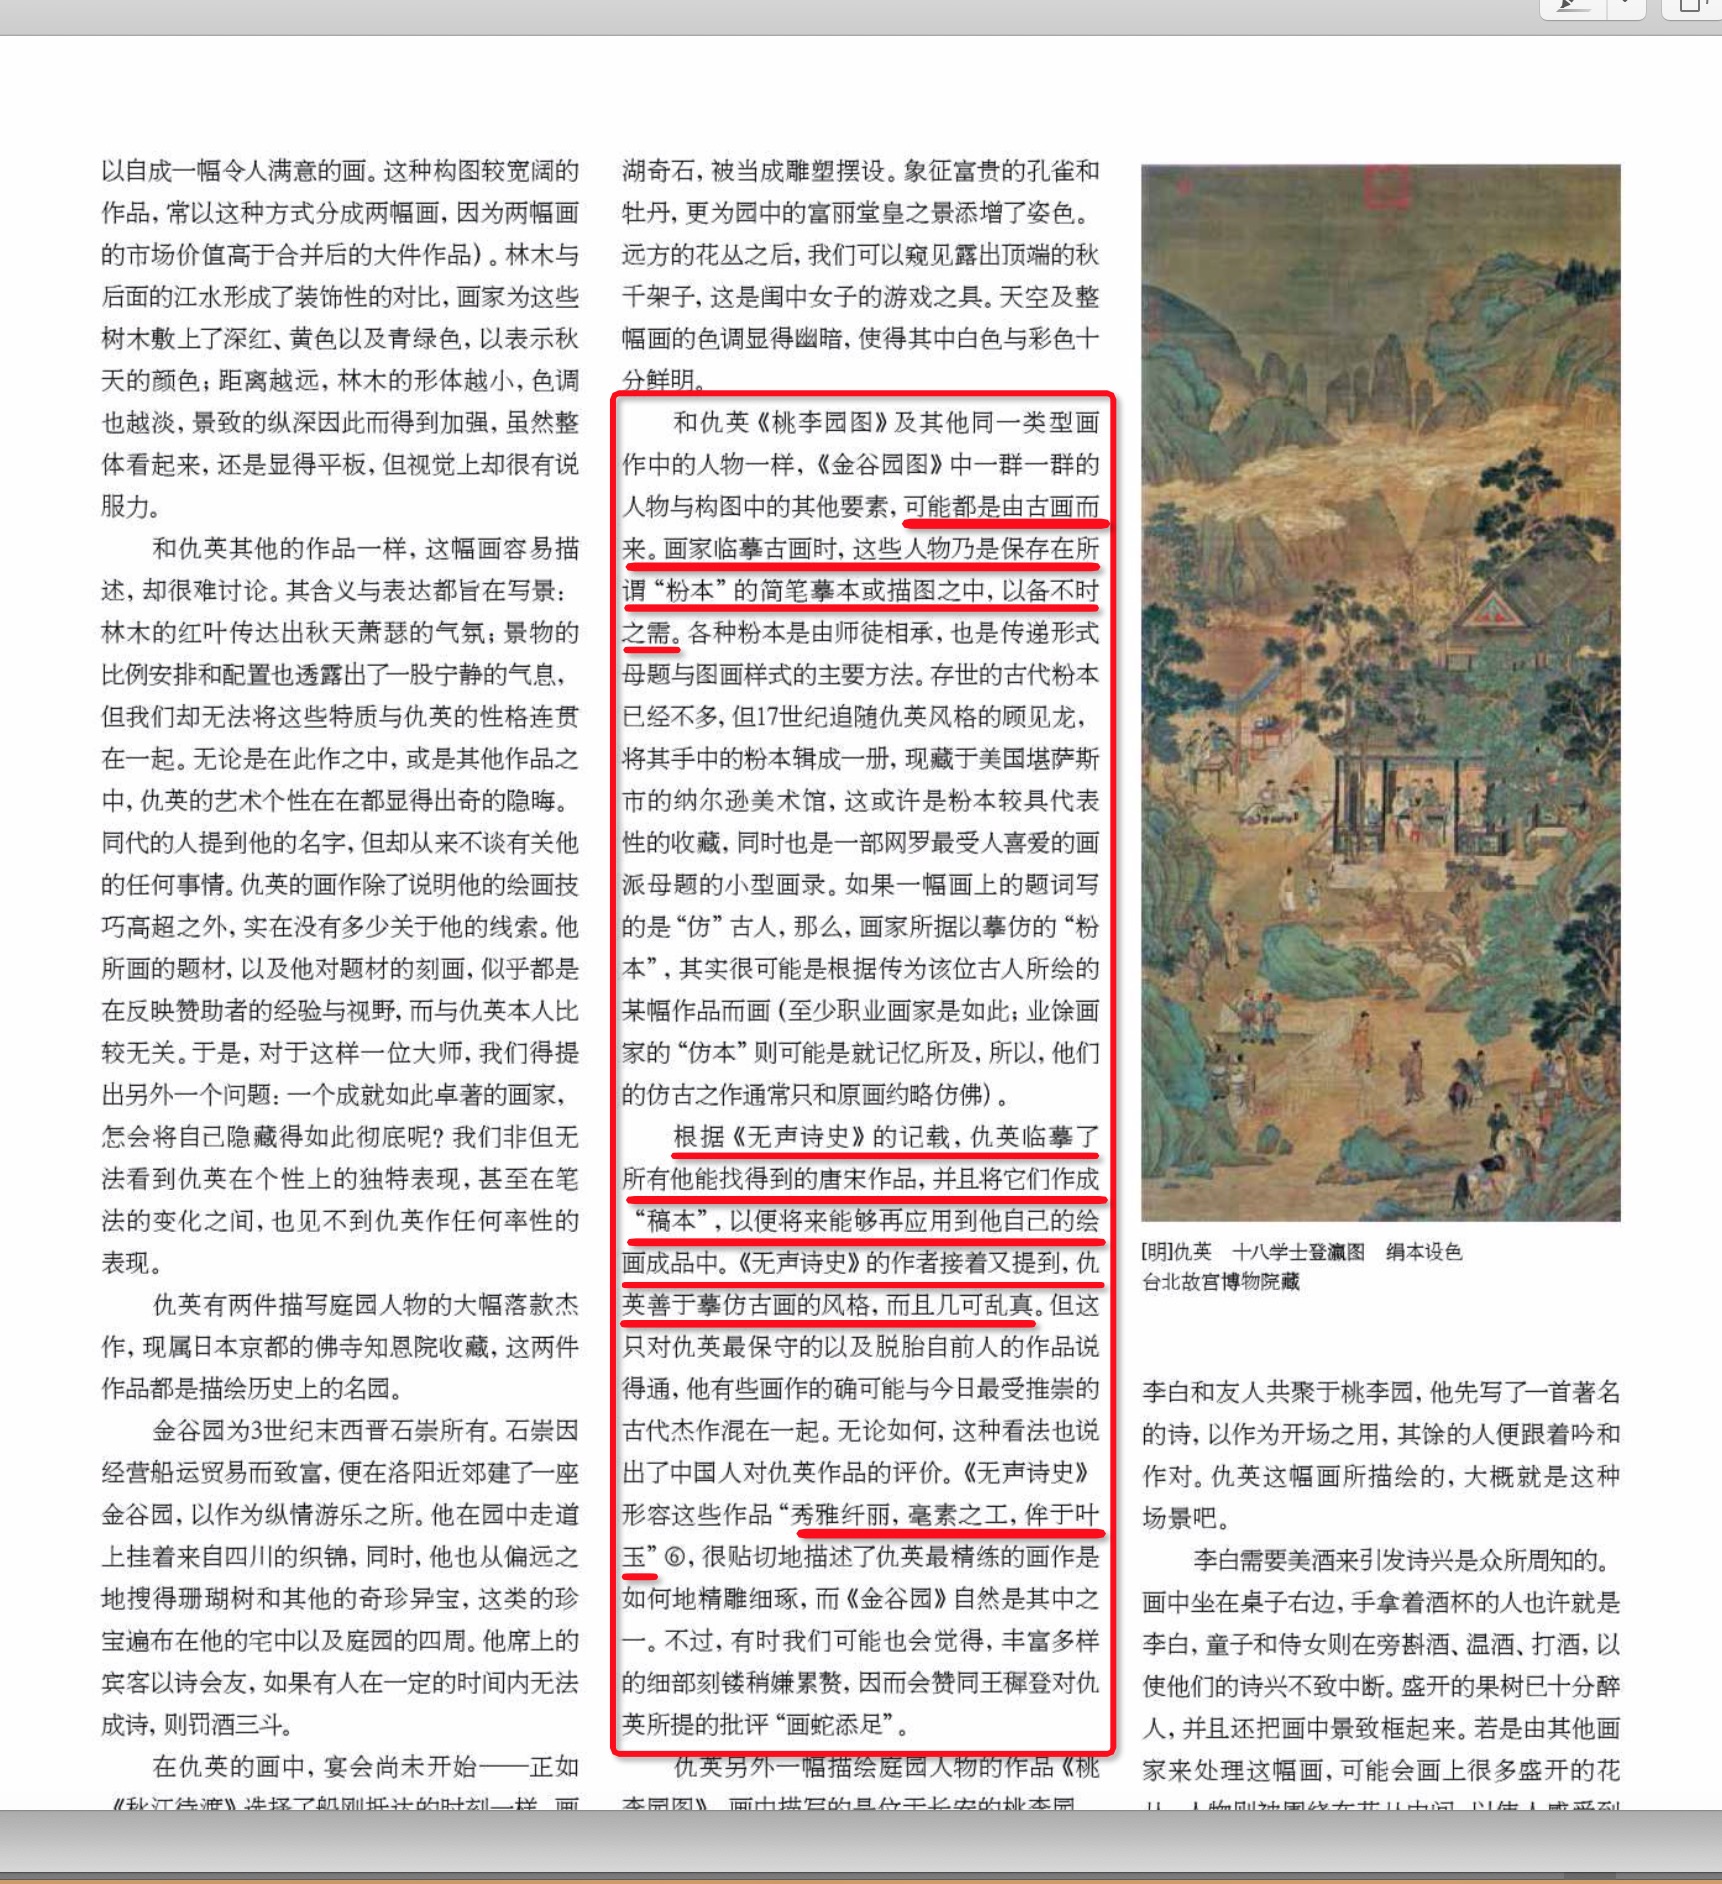 以自成一幅令人满意的画。这种构图较宽阔的
作品，常以这种方式分成两幅画，因为两幅画
的市场价值高于合并后的大件作品）。林木与
后面的江水形成了装饰性的对比，画家为这些
树木敷上了深红、黄色以及青绿色，以表示秋
天的颜色；距离越远，林木的形体越小，色调
也越淡，景致的纵深因此而得到加强，虽然整
体看起来，还是显得平板，但视觉上却很有说
服力。
和仇英其他的作品一样，这幅画容易描
述，却很难讨论。其含义与表达都旨在写景：
林木的红叶传达出秋天萧瑟的气氛；景物的
比例安排和配置也透露出了一股宁静的气息，
但我们却无法将这些特质与仇英的性格连贯
在一起。无论是在此作之中，或是其他作品之
中，仇英的艺术个性在在都显得出奇的隐晦。
同代的人提到他的名字，但却从来不谈有关他
的任何事情。仇英的画作除了说明他的绘画技
巧高超之外，实在没有多少关于他的线索。他
所画的题材，以及他对题材的刻画，似乎都是
在反映赞助者的经验与视野，而与仇英本人比
较无关。于是，对于这样一位大师，我们得提
出另外一个问题：一个成就如此卓著的画家，
怎会将自己隐藏得如此彻底呢？我们非但无
法看到仇英在个性上的独特表现，甚至在笔
法的变化之间，也见不到仇英作任何率性的
表现。
仇英有两件描写庭园人物的大幅落款杰
作，现属日本京都的佛寺知恩院收藏，这两件
作品都是描绘历史上的名园。
金谷园为3世纪末西晋石崇所有。石崇因
经营船运贸易而致富，便在洛阳近郊建了一座
金谷园，以作为纵情游乐之所。他在园中走道
上挂着来自四川的织锦，同时，他也从偏远之
地搜得珊瑚树和其他的奇珍异宝，这类的珍
宝遍布在他的宅中以及庭园的四周。他席上的
宾客以诗会友，如果有人在一定的时间内无法
成诗，则罚酒三斗。
在仇英的画中，宴会尚未开始——正如
《秋江待渡》选择了船刚抵达的时刻一样，画
湖奇石，被当成雕塑摆设。象征富贵的孔雀和
牡丹，更为园中的富丽堂皇之景添增了姿色。
远方的花丛之后，我们可以窥见露出顶端的秋
千架子，这是闺中女子的游戏之具。天空及整
幅画的色调显得幽暗，使得其中白色与彩色十
分鲜明。
和仇英《桃李园图》及其他同一类型画
作中的人物一样，《金谷园图》中一群一群的
人物与构图中的其他要素，可能都是由古画而
来。画家临摹古画时，这些人物乃是保存在所
谓“粉本”的简笔摹本或描图之中，以备不时
之需。各种粉本是由师徒相承，也是传递形式
母题与图画样式的主要方法。存世的古代粉本
已经不多，但17世纪追随仇英风格的顾见龙，
将其手中的粉本辑成一册，现藏于美国堪萨斯
市的纳尔逊美术馆，这或许是粉本较具代表
性的收藏，同时也是一部网罗最受人喜爱的画
派母题的小型画录。如果一幅画上的题词写
的是“仿”古人，那么，画家所据以摹仿的“粉
本”，其实很可能是根据传为该位古人所绘的
某幅作品而画（至少职业画家是如此；业馀画
家的“仿本”则可能是就记忆所及，所以，他们
的仿古之作通常只和原画约略仿佛）。
根据《无声诗史》的记载，仇英临摹了
所有他能找得到的唐宋作品，并且将它们作成
“稿本”，以便将来能够再应用到他自己的绘
画成品中。《无声诗史》的作者接着又提到，仇
英善于摹仿古画的风格，而且几可乱真。但这
只对仇英最保守的以及脱胎自前人的作品说
得通，他有些画作的确可能与今日最受推崇的
古代杰作混在一起。无论如何，这种看法也说
出了中国人对仇英作品的评价。《无声诗史》
形容这些作品“秀雅纤丽，毫素之工，侔于叶
玉”⑥，很贴切地描述了仇英最精练的画作是
如何地精雕细琢，而《金谷园》自然是其中之
一。不过，有时我们可能也会觉得，丰富多样
的细部刻镂稍嫌累赘，因而会赞同王穉登对仇
英所提的批评“画蛇添足”。
仇英另外一幅描绘庭园人物的作品《桃
李园图》，画中描写的是位于长安的桃李园，
[明]仇英 十八学士登瀛图 绢本设色
台北故宫博物院藏
李白和友人共聚于桃李园，他先写了一首著名
的诗，以作为开场之用，其馀的人便跟着吟和
作对。仇英这幅画所描绘的，大概就是这种
场景吧。
李白需要美酒来引发诗兴是众所周知的。
画中坐在桌子右边，手拿着酒杯的人也许就是
李白，童子和侍女则在旁斟酒、温酒、打酒，以
使他们的诗兴不致中断。盛开的果树已十分醉
人，并且还把画中景致框起来。若是由其他画
家来处理这幅画，可能会画上很多盛开的花